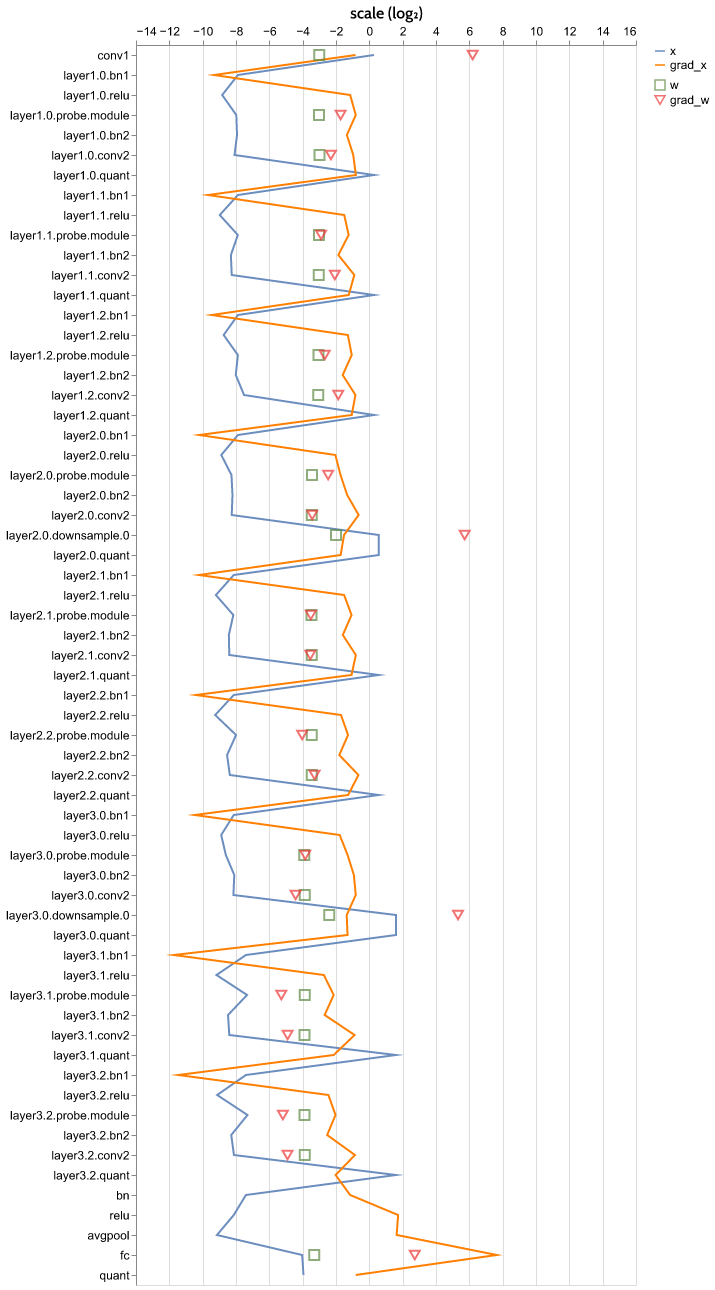 scale (log₂)
−14 −12 −10 −8 −6 −4 −2 0 2 4 6 8 10 12 14 16
x
grad_x
w
grad_w
conv1
layer1.0.bn1
layer1.0.relu
layer1.0.probe.module
layer1.0.bn2
layer1.0.conv2
layer1.0.quant
layer1.1.bn1
layer1.1.relu
layer1.1.probe.module
layer1.1.bn2
layer1.1.conv2
layer1.1.quant
layer1.2.bn1
layer1.2.relu
layer1.2.probe.module
layer1.2.bn2
layer1.2.conv2
layer1.2.quant
layer2.0.bn1
layer2.0.relu
layer2.0.probe.module
layer2.0.bn2
layer2.0.conv2
layer2.0.downsample.0
layer2.0.quant
layer2.1.bn1
layer2.1.relu
layer2.1.probe.module
layer2.1.bn2
layer2.1.conv2
layer2.1.quant
layer2.2.bn1
layer2.2.relu
layer2.2.probe.module
layer2.2.bn2
layer2.2.conv2
layer2.2.quant
layer3.0.bn1
layer3.0.relu
layer3.0.probe.module
layer3.0.bn2
layer3.0.conv2
layer3.0.downsample.0
layer3.0.quant
layer3.1.bn1
layer3.1.relu
layer3.1.probe.module
layer3.1.bn2
layer3.1.conv2
layer3.1.quant
layer3.2.bn1
layer3.2.relu
layer3.2.probe.module
layer3.2.bn2
layer3.2.conv2
layer3.2.quant
bn
relu
avgpool
fc
quant